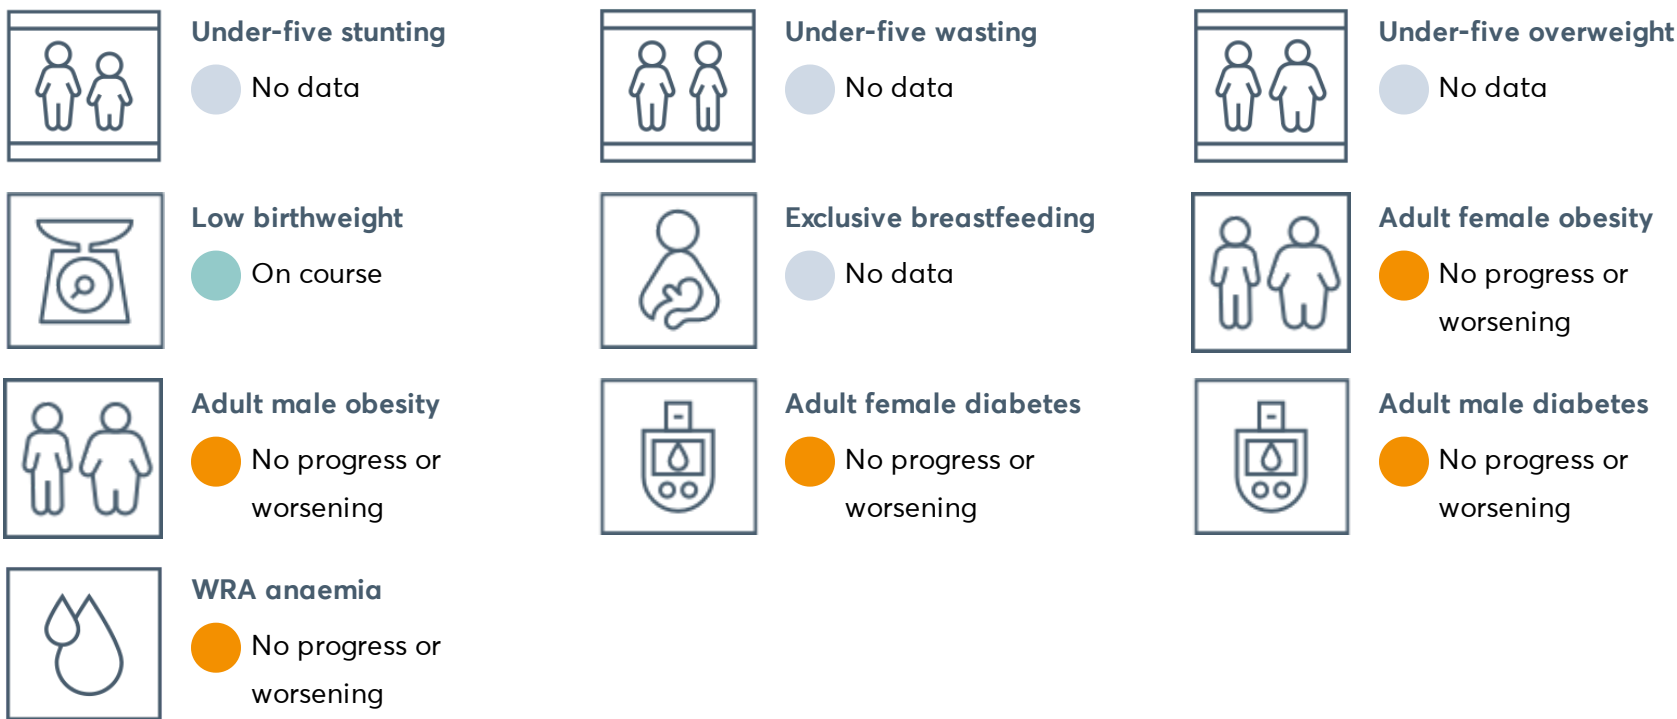 Under-five stunting
No data
Under-five wasting
No data
Under-five overweight
No data
Low birthweight
On course
Exclusive breastfeeding
No data
Adult female obesity
No progress or
worsening
Adult male obesity
No progress or
worsening
Adult female diabetes
No progress or
worsening
Adult male diabetes
No progress or
worsening
WRA anaemia
No progress or
worsening